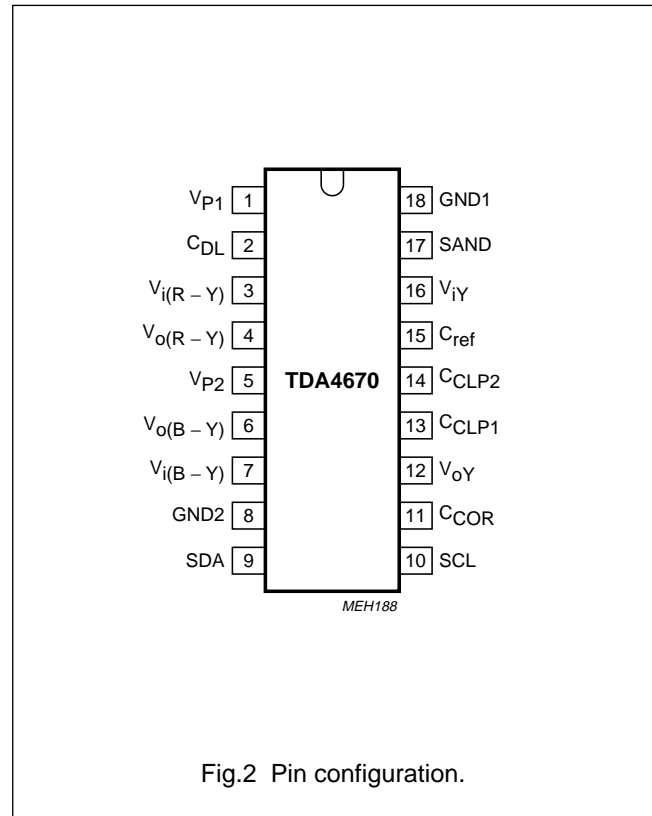 VP1 1 18 GND1
CDL 2 17 SAND
Vi(R – Y) 3 16 ViY
Vo(R – Y) 4 15 Cref
VP2 5 TDA4670 14 CCLP2
Vo(B – Y) 6 13 CCLP1
Vi(B – Y) 7 12 VoY
GND2 8 11 CCOR
SDA 9 10 SCL
MEH188
Fig.2 Pin configuration.